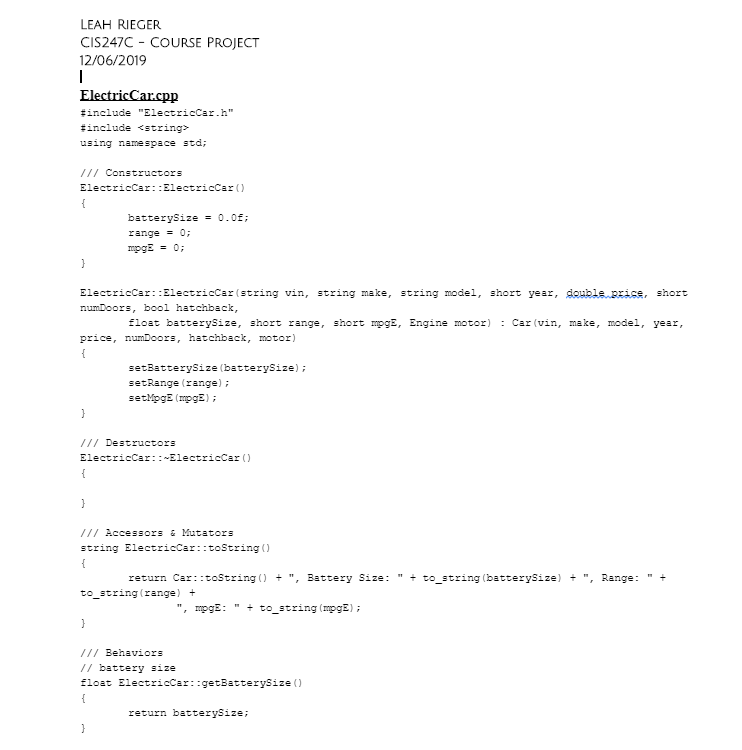 LEAH RIEGER
CIS247C - COURSE PROJECT
12/06/2019
ElectricCar.cpp
#include "ElectricCar.h"
#include <string>
using namespace std;
/// Constructors
ElectricCar::ElectricCar()
{
batterySize = 0.0f;
range = 0;
mpgE = 0;
}
ElectricCar::ElectricCar(string vin, string make, string model, short year, double price, short
numDoors, bool hatchback,
float batterySize, short range, short mpgE, Engine motor) : Car(vin, make, model, year,
price, numDoors, hatchback, motor)
{
setBatterySize(batterySize);
setRange(range);
setMpgE(mpgE);
}
/// Destructors
ElectricCar::~ElectricCar()
{
}
/// Accessors & Mutators
string ElectricCar::toString()
{
return Car::toString() + ", Battery Size: " + to_string(batterySize) + ", Range: " +
to_string(range) +
", mpgE: " + to_string(mpgE);
}
/// Behaviors
// battery size
float ElectricCar::getBatterySize()
{
return batterySize;
}